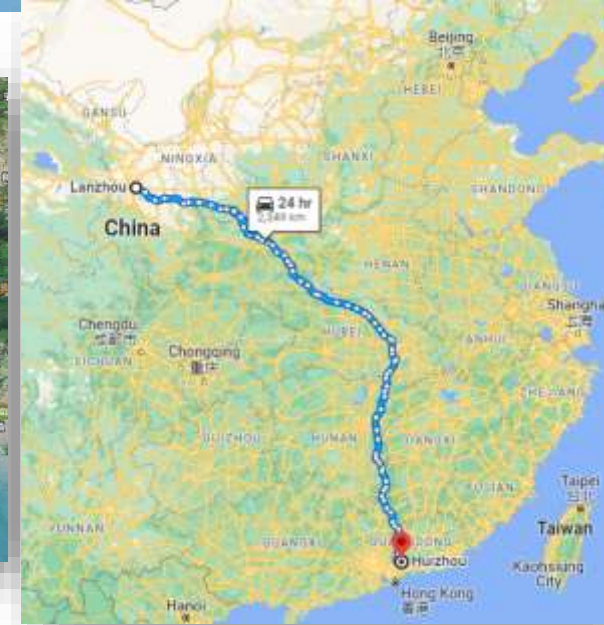 Beijing
北京
HEBEI
GANSU
NINGXIA
SHANXI
Lanzhou
SHANDONG
24 hr
China
HENAN
JIANGSU
Shangha
上海
Chengdu
成都市
HUBEI
ANHUI
Chongqing
重庆
SICHUAN
ZHEJIANG
GUIZHOU
HUNAN
JIANGXI
FUJIAN
Taipei
台北
YUNNAN
Taiwan
GUANGXI
GUANGDONG
Huizhou
Kaohsiung
City
Hong Kong
香港
Hanoi